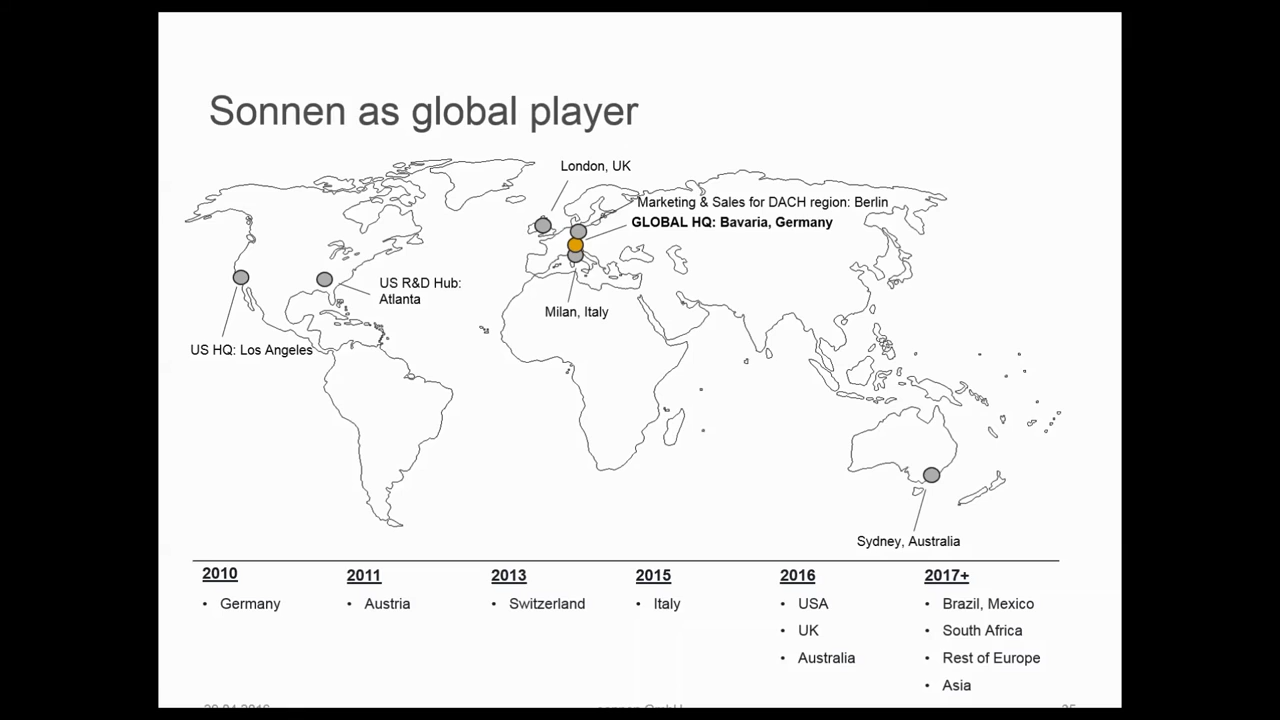 Sonnen as global player
London, UK
Marketing & Sales for DACH region: Berlin
GLOBAL HQ: Bavaria, Germany
US R&D Hub:
Atlanta
Milan, Italy
US HQ: Los Angeles
Sydney, Australia
2010
• Germany
2011
• Austria
2013
• Switzerland
2015
• Italy
2016
• USA
• UK
• Australia
2017+
• Brazil, Mexico
• South Africa
• Rest of Europe
• Asia